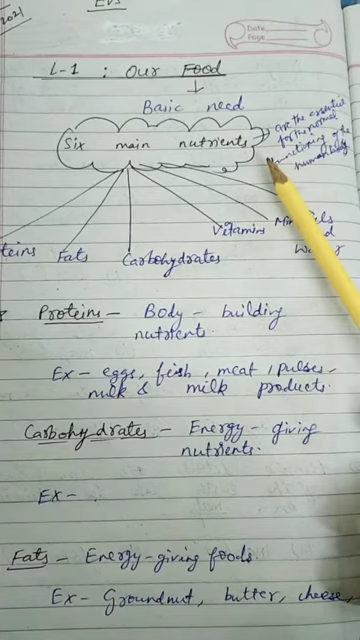 EVS
2021
Date
Page
L-1 : Our Food
Basic need
Six main nutrients
are the essential
for the normal
functioning of the
human body
Vitamins
teins Fats Carbohydrates
Proteins – Body - building
nutrients.
Ex - eggs, fish, meat, pulses
milk & milk products.
Carbohydrates - Energy - giving
nutrients.
Ex -
Fats - Energy-giving foods.
Ex - Groundnut, butter, cheese,